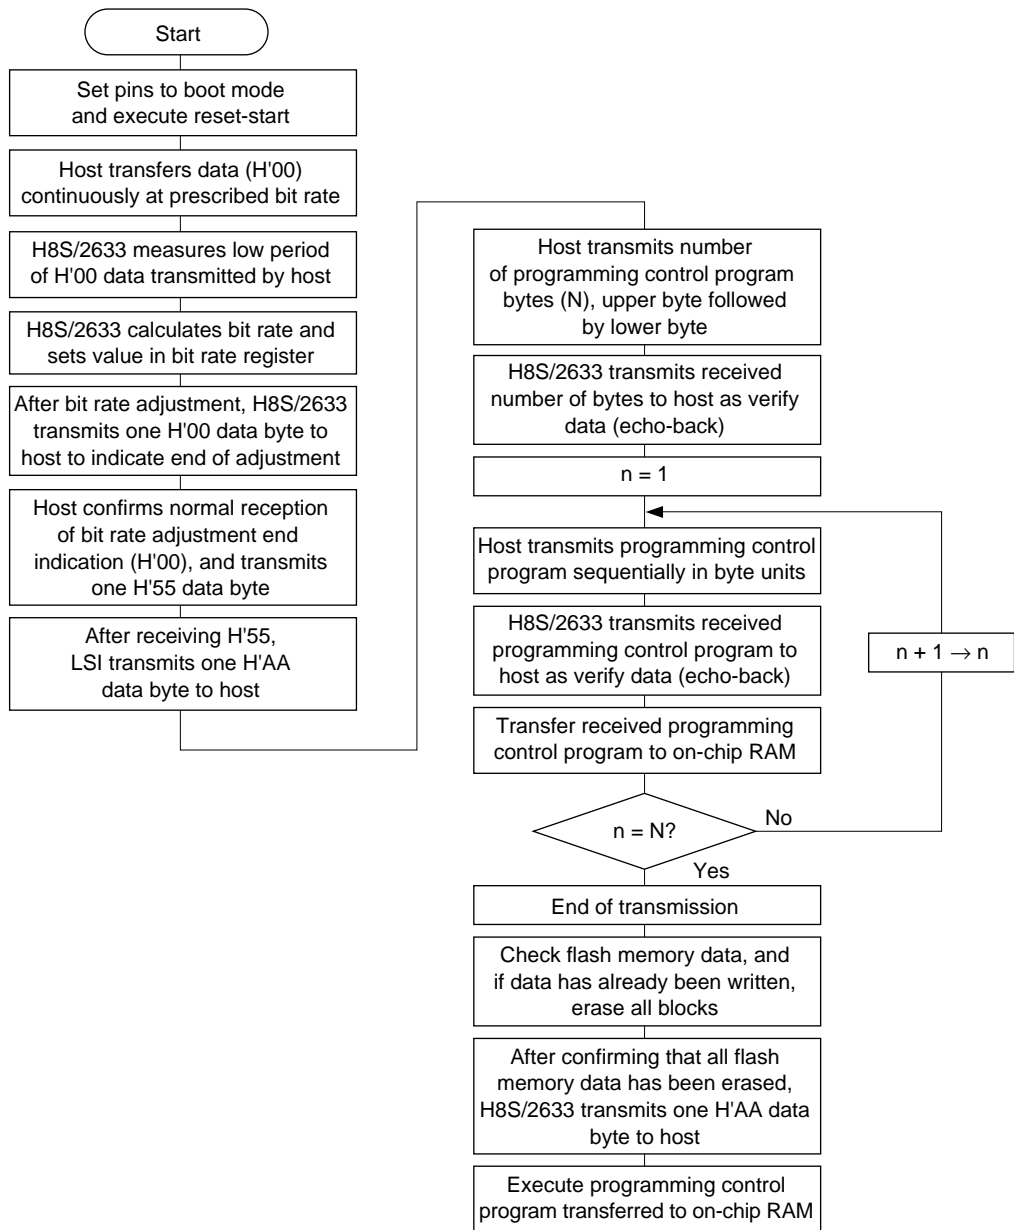 Start
Set pins to boot mode
and execute reset-start
Host transfers data (H'00)
continuously at prescribed bit rate
H8S/2633 measures low period
of H'00 data transmitted by host
H8S/2633 calculates bit rate and
sets value in bit rate register
After bit rate adjustment, H8S/2633
transmits one H'00 data byte to
host to indicate end of adjustment
Host confirms normal reception
of bit rate adjustment end
indication (H'00), and transmits
one H'55 data byte
After receiving H'55,
LSI transmits one H'AA
data byte to host
Host transmits number
of programming control program
bytes (N), upper byte followed
by lower byte
H8S/2633 transmits received
number of bytes to host as verify
data (echo-back)
n = 1
Host transmits programming control
program sequentially in byte units
H8S/2633 transmits received
programming control program to
host as verify data (echo-back)
n + 1 → n
Transfer received programming
control program to on-chip RAM
n = N?
No
Yes
End of transmission
Check flash memory data, and
if data has already been written,
erase all blocks
After confirming that all flash
memory data has been erased,
H8S/2633 transmits one H'AA data
byte to host
Execute programming control
program transferred to on-chip RAM